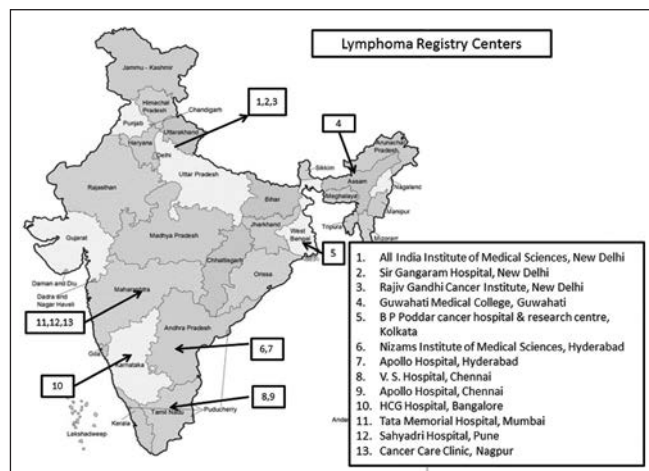 Lymphoma Registry Centers
Jammu - Kashmir
Himachal
Pradesh
Chandigarh
Punjab
Uttarakhand
Haryana
Delhi
1,2,3
4
Arunachal
Pradesh
Sikkim
Assam
Nagaland
Meghalaya
Manipur
Tripura
Mizoram
Rajasthan
Uttar Pradesh
Bihar
Jharkhand
West
Bengal
5
Gujarat
Madhya Pradesh
Chhattisgarh
Orissa
Daman and Diu
Dadra and
Nagar Haveli
Maharashtra
11,12,13
Andhra Pradesh
6,7
Goa
Karnataka
10
8,9
Tamil Nadu
Puducherry
Kerala
Lakshadweep
1. All India Institute of Medical Sciences, New Delhi
2. Sir Gangaram Hospital, New Delhi
3. Rajiv Gandhi Cancer Institute, New Delhi
4. Guwahati Medical College, Guwahati
5. B P Poddar cancer hospital & research centre,
Kolkata
6. Nizams Institute of Medical Sciences, Hyderabad
7. Apollo Hospital, Hyderabad
8. V. S. Hospital, Chennai
9. Apollo Hospital, Chennai
10. HCG Hospital, Bangalore
11. Tata Memorial Hospital, Mumbai
12. Sahyadri Hospital, Pune
13. Cancer Care Clinic, Nagpur